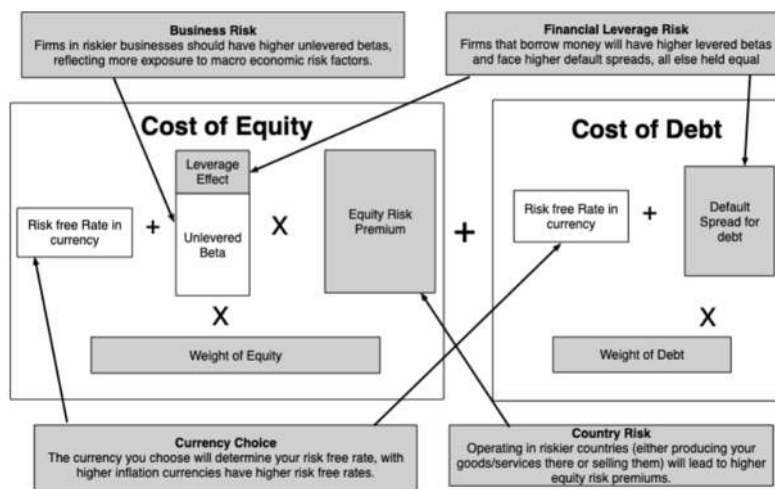 Business Risk
Firms in riskier businesses should have higher unlevered betas,
reflecting more exposure to macro economic risk factors.
Financial Leverage Risk
Firms that borrow money will have higher levered betas
and face higher default spreads, all else held equal
Cost of Equity
Leverage
Effect
Risk free Rate in
currency
+
Unlevered
Beta
X
Equity Risk
Premium
X
Weight of Equity
+
Cost of Debt
Risk free Rate in
currency
+
Default
Spread for
debt
X
Weight of Debt
Currency Choice
The currency you choose will determine your risk free rate, with
higher inflation currencies have higher risk free rates.
Country Risk
Operating in riskier countries (either producing your
goods/services there or selling them) will lead to higher
equity risk premiums.